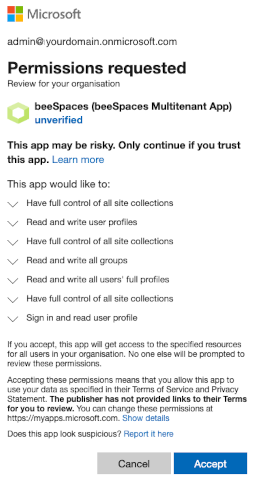 Microsoft
admin@yourdomain.onmicrosoft.com
Permissions requested
Review for your organisation
beeSpaces (beeSpaces Multitenant App)
unverified
This app may be risky. Only continue if you trust
this app. Learn more
This app would like to:
Have full control of all site collections
Read and write user profiles
Have full control of all site collections
Read and write all groups
Read and write all users' full profiles
Have full control of all site collections
Sign in and read user profile
If you accept, this app will get access to the specified resources
for all users in your organisation. No one else will be prompted to
review these permissions.
Accepting these permissions means that you allow this app to
use your data as specified in their Terms of Service and Privacy
Statement. The publisher has not provided links to their Terms
for you to review. You can change these permissions at
https://myapps.microsoft.com. Show details
Does this app look suspicious? Report it here
Cancel
Accept